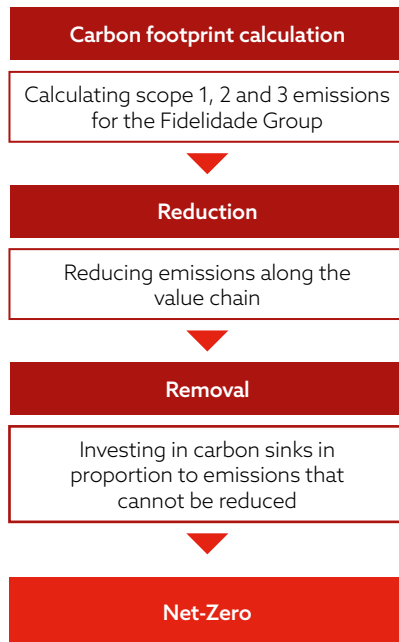 Carbon footprint calculation
Calculating scope 1, 2 and 3 emissions
for the Fidelidade Group
Reduction
Reducing emissions along the
value chain
Removal
Investing in carbon sinks in
proportion to emissions that
cannot be reduced
Net-Zero